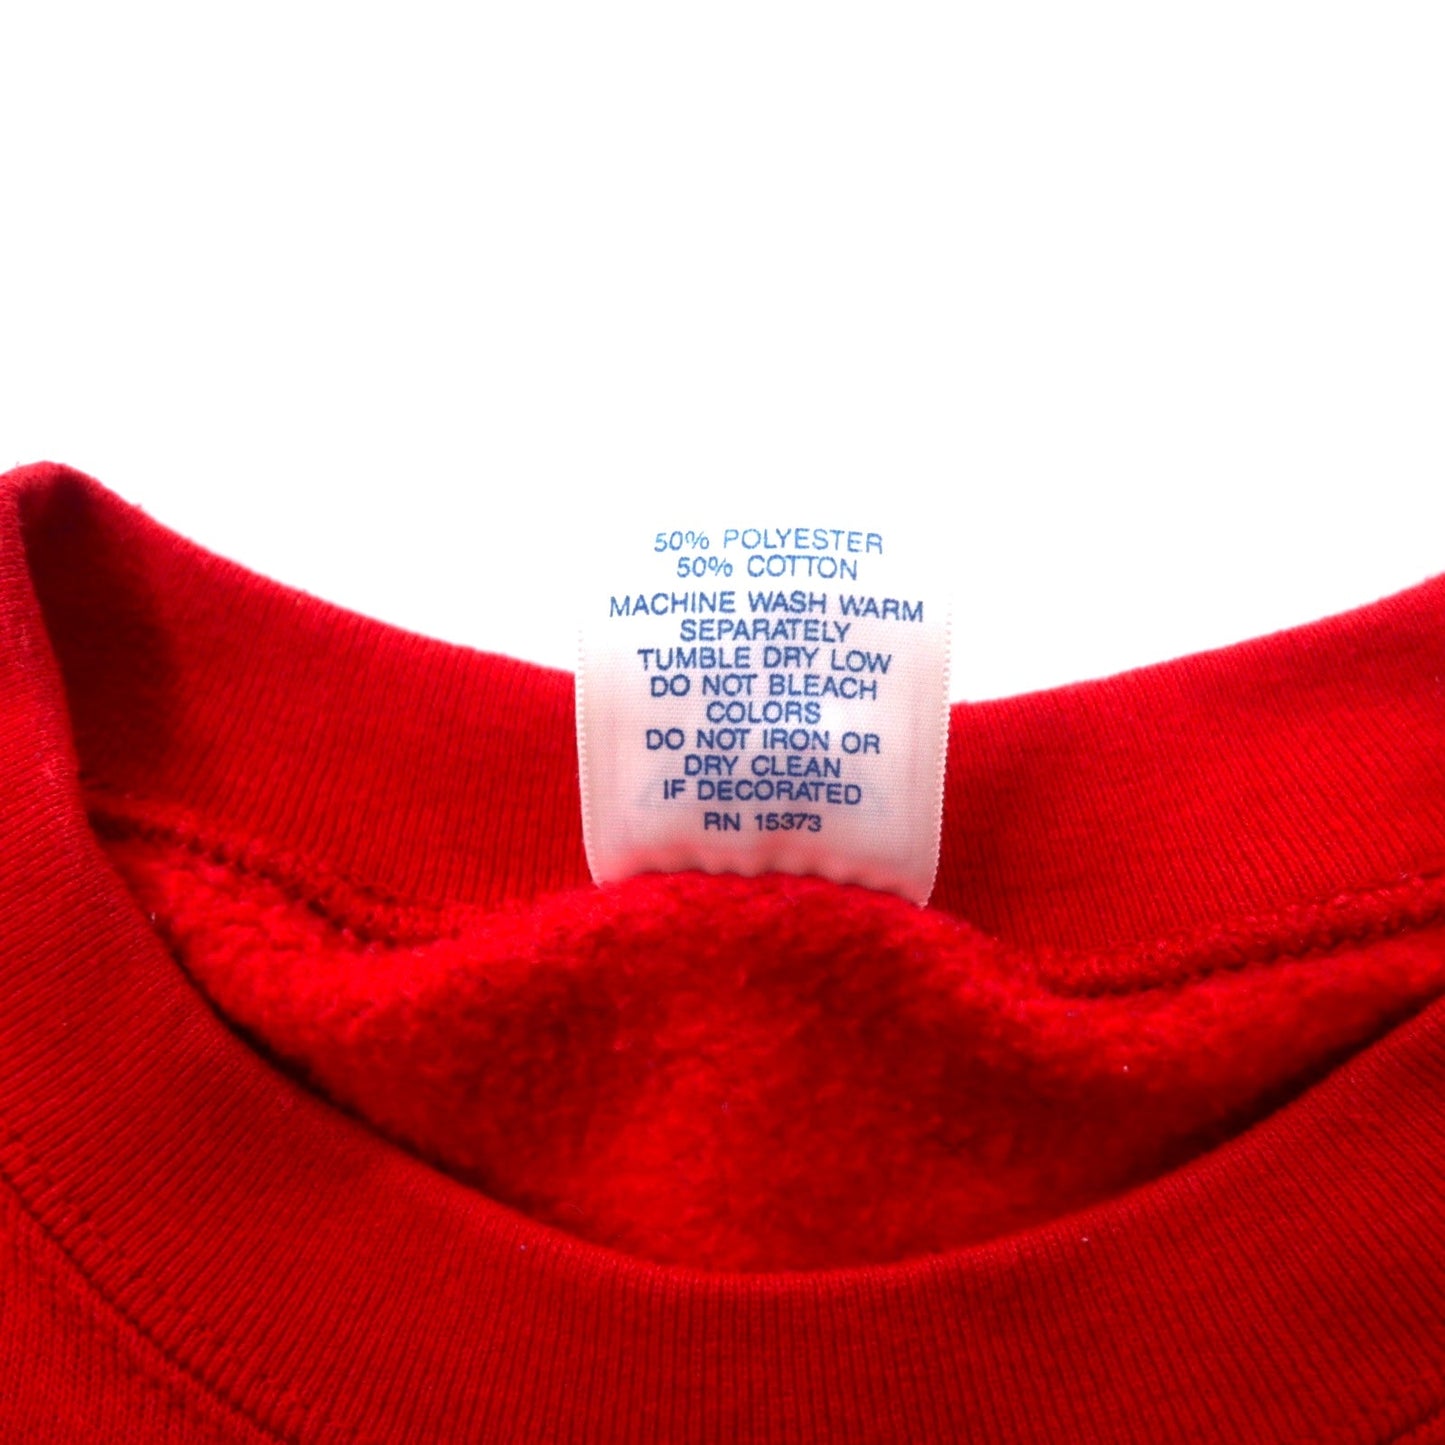 50% POLYESTER
50% COTTON
MACHINE WASH WARM
SEPARATELY
TUMBLE DRY LOW
DO NOT BLEACH
COLORS
DO NOT IRON OR
DRY CLEAN
IF DECORATED
RN 15373